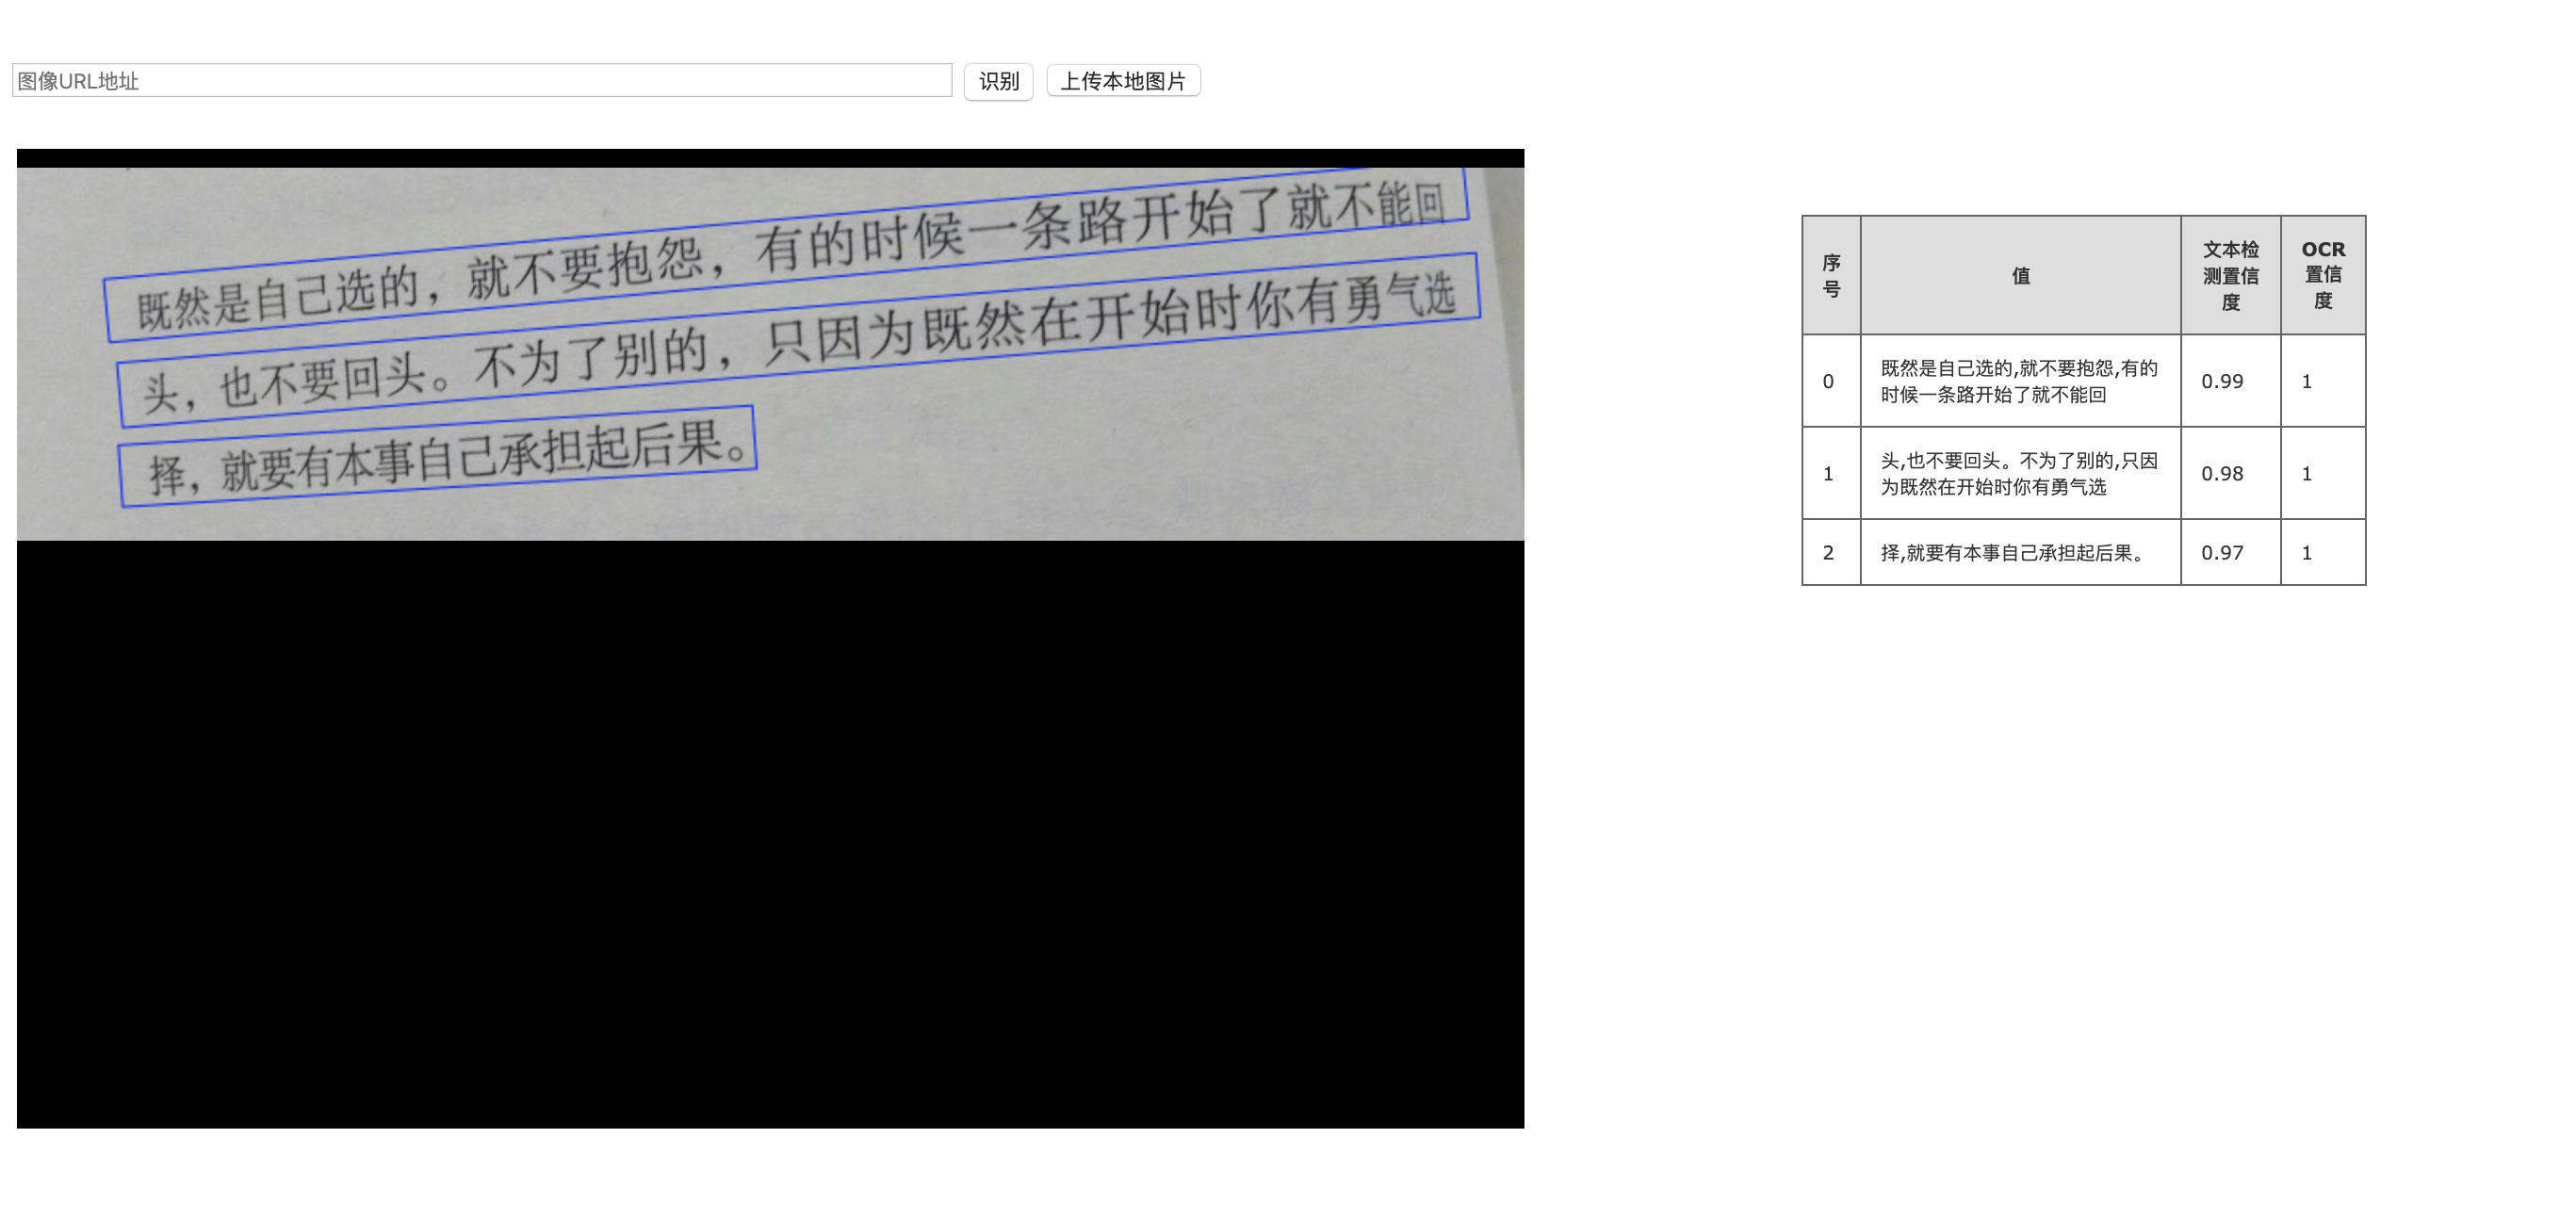 图像URL地址 识别 上传本地图片
既然是自己选的，就不要抱怨，有的时候一条路开始了就不能回
头，也不要回头。不为了别的，只因为既然在开始时你有勇气选
择，就要有本事自己承担起后果。
序号 值 文本检测置信度 OCR置信度
0 既然是自己选的,就不要抱怨,有的
时候一条路开始了就不能回 0.99 1
1 头,也不要回头。不为了别的,只因
为既然在开始时你有勇气选 0.98 1
2 择,就要有本事自己承担起后果。 0.97 1